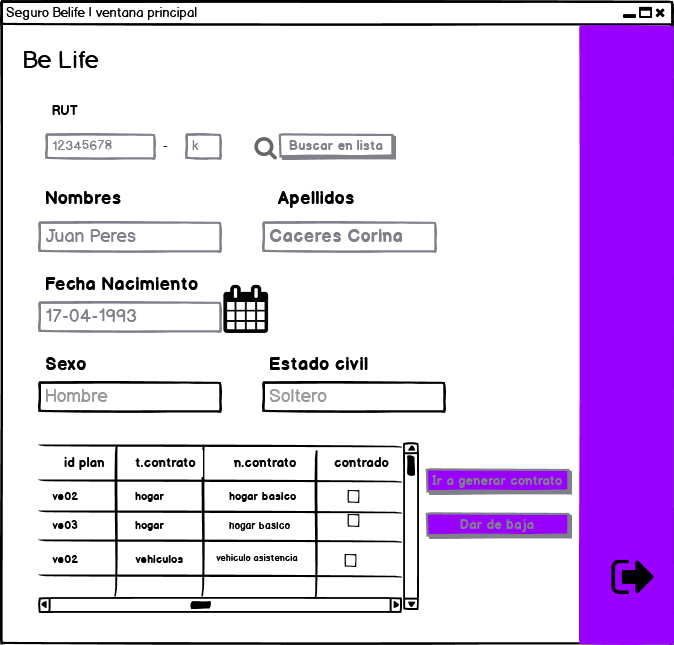 Seguro Belife | ventana principal
Be Life
RUT
12345678 - k Buscar en lista
Nombres Apellidos
Juan Peres Caceres Corina
Fecha Nacimiento
17-04-1993
Sexo Estado civil
Hombre Soltero
id plan t.contrato n.contrato contrado
ve02 hogar hogar basico
ve03 hogar hogar basico
ve02 vehiculos vehiculo asistencia
Ir a generar contrato
Dar de baja